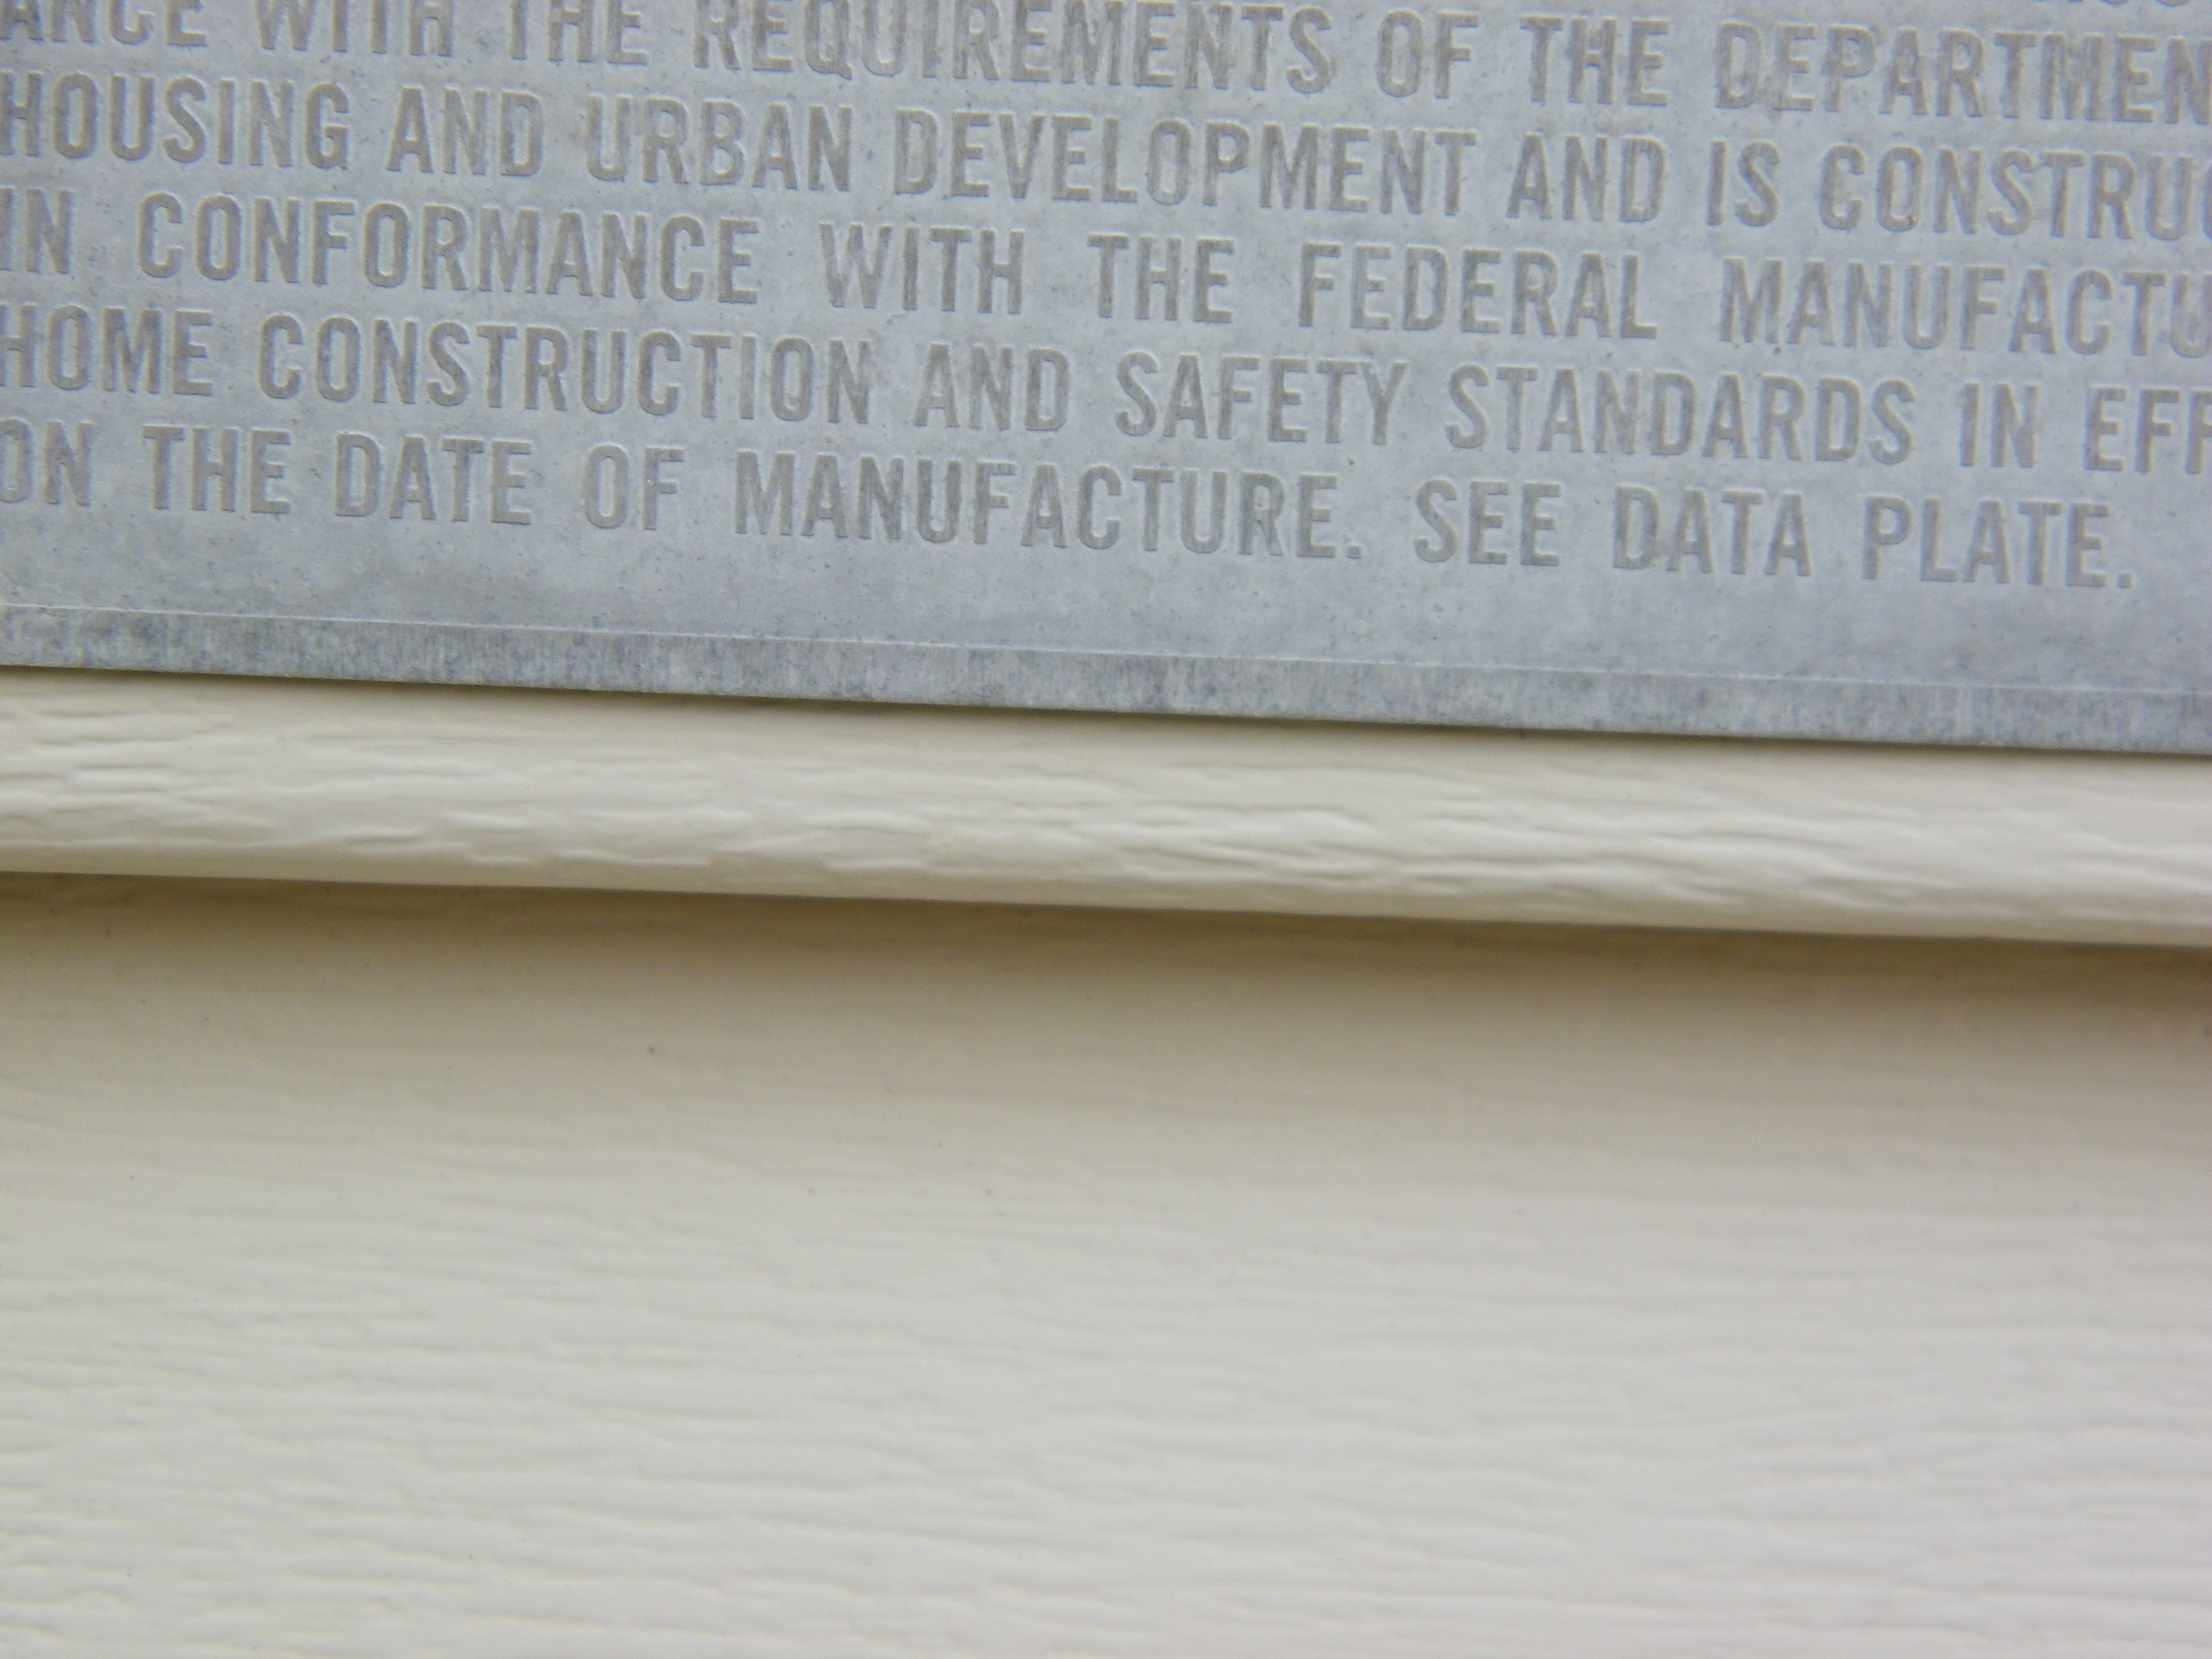 ANCE WITH THE REQUIREMENTS OF THE DEPARTMEN
HOUSING AND URBAN DEVELOPMENT AND IS CONSTRUC
IN CONFORMANCE WITH THE FEDERAL MANUFACTU
HOME CONSTRUCTION AND SAFETY STANDARDS IN EFF
ON THE DATE OF MANUFACTURE. SEE DATA PLATE.